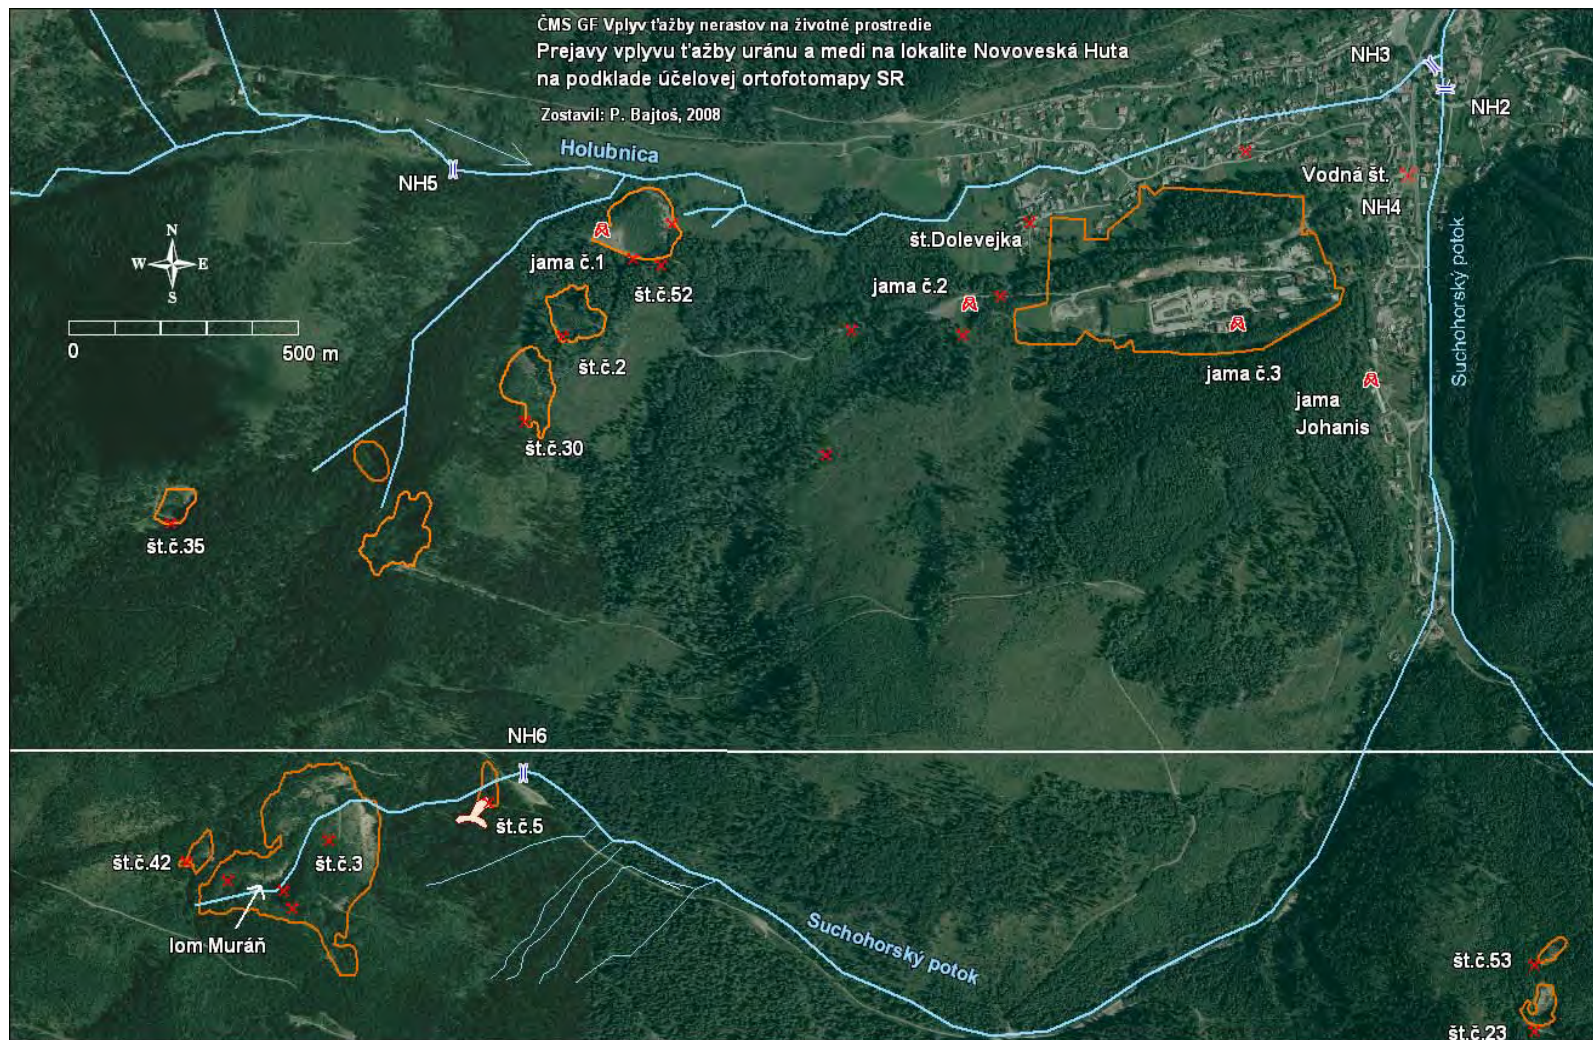 ČMS GF Vplyv ťažby nerastov na životné prostredie
Prejavy vplyvu ťažby uránu a medi na lokalite Novoveská Huta
na podklade účelovej ortofotomapy SR
Zostavil: P. Bajtoš, 2008
NH3
NH2
Holubnica
NH5
Vodná št.
NH4
Suchohorský potok
N
W
E
S
št.Dolevejka
jama č.1
jama č.2
št.č.52
0
500 m
št.č.2
jama č.3
jama
Johanis
št.č.30
št.č.35
NH6
št.č.5
št.č.42
št.č.3
lom Muráň
Suchohorský potok
št.č.53
št.č.23